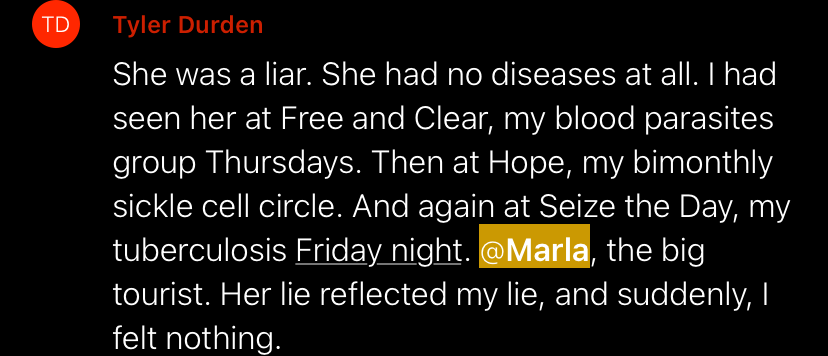 TD
Tyler Durden
She was a liar. She had no diseases at all. I had
seen her at Free and Clear, my blood parasites
group Thursdays. Then at Hope, my bimonthly
sickle cell circle. And again at Seize the Day, my
tuberculosis Friday night. @Marla, the big
tourist. Her lie reflected my lie, and suddenly, I
felt nothing.